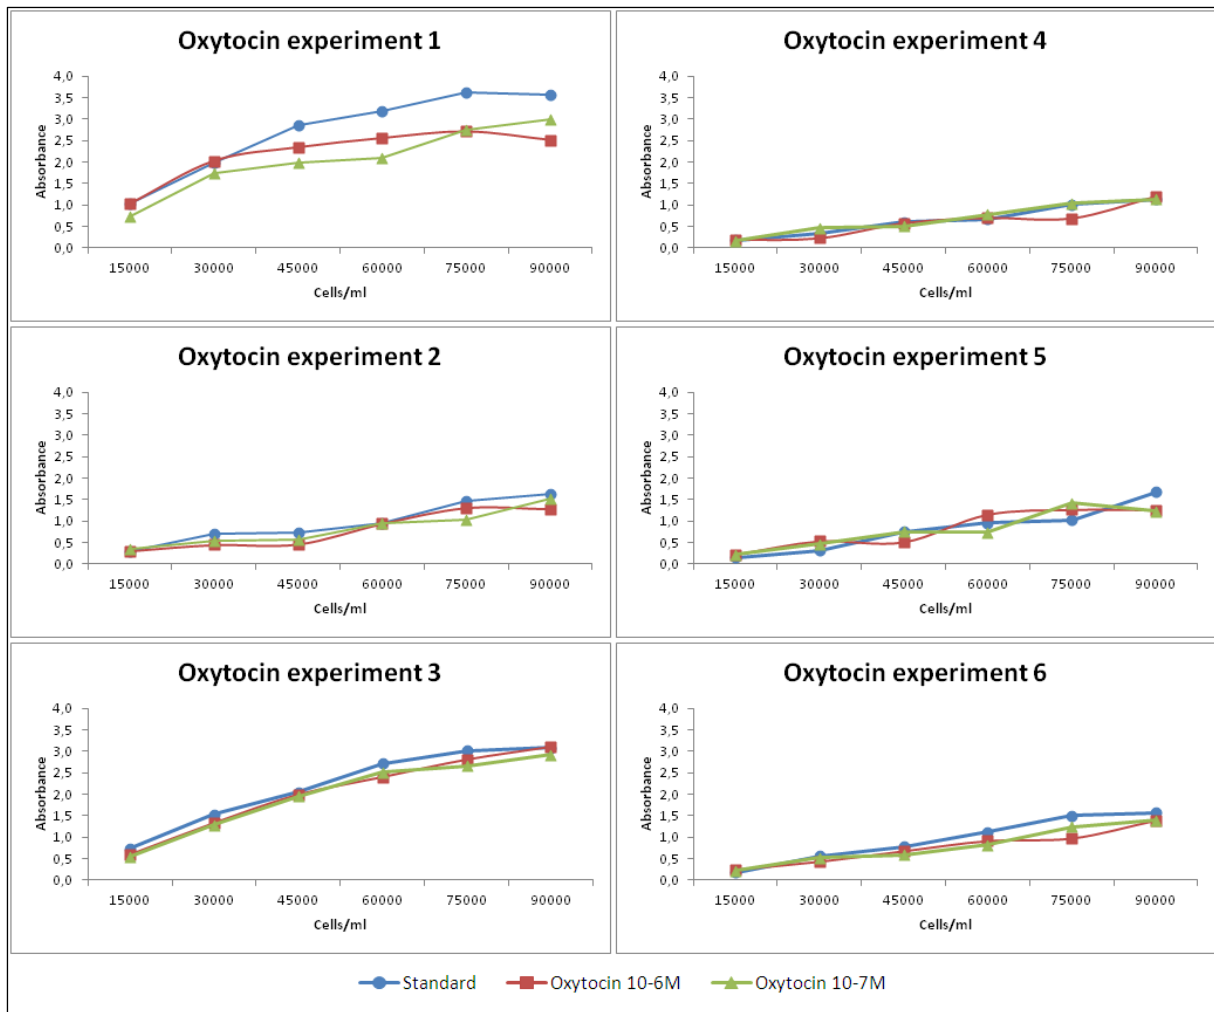 Oxytocin experiment 1
4,0
3,5
3,0
2,5
2,0
1,5
1,0
0,5
0,0
Absorbance
15000 30000 45000 60000 75000 90000
Cells/ml
Oxytocin experiment 4
4,0
3,5
3,0
2,5
2,0
1,5
1,0
0,5
0,0
Absorbance
15000 30000 45000 60000 75000 90000
Cells/ml
Oxytocin experiment 2
4,0
3,5
3,0
2,5
2,0
1,5
1,0
0,5
0,0
Absorbance
15000 30000 45000 60000 75000 90000
Cells/ml
Oxytocin experiment 5
4,0
3,5
3,0
2,5
2,0
1,5
1,0
0,5
0,0
Absorbance
15000 30000 45000 60000 75000 90000
Cells/ml
Oxytocin experiment 3
4,0
3,5
3,0
2,5
2,0
1,5
1,0
0,5
0,0
Absorbance
15000 30000 45000 60000 75000 90000
Cells/ml
Oxytocin experiment 6
4,0
3,5
3,0
2,5
2,0
1,5
1,0
0,5
0,0
Absorbance
15000 30000 45000 60000 75000 90000
Cells/ml
Standard Oxytocin 10-6M Oxytocin 10-7M